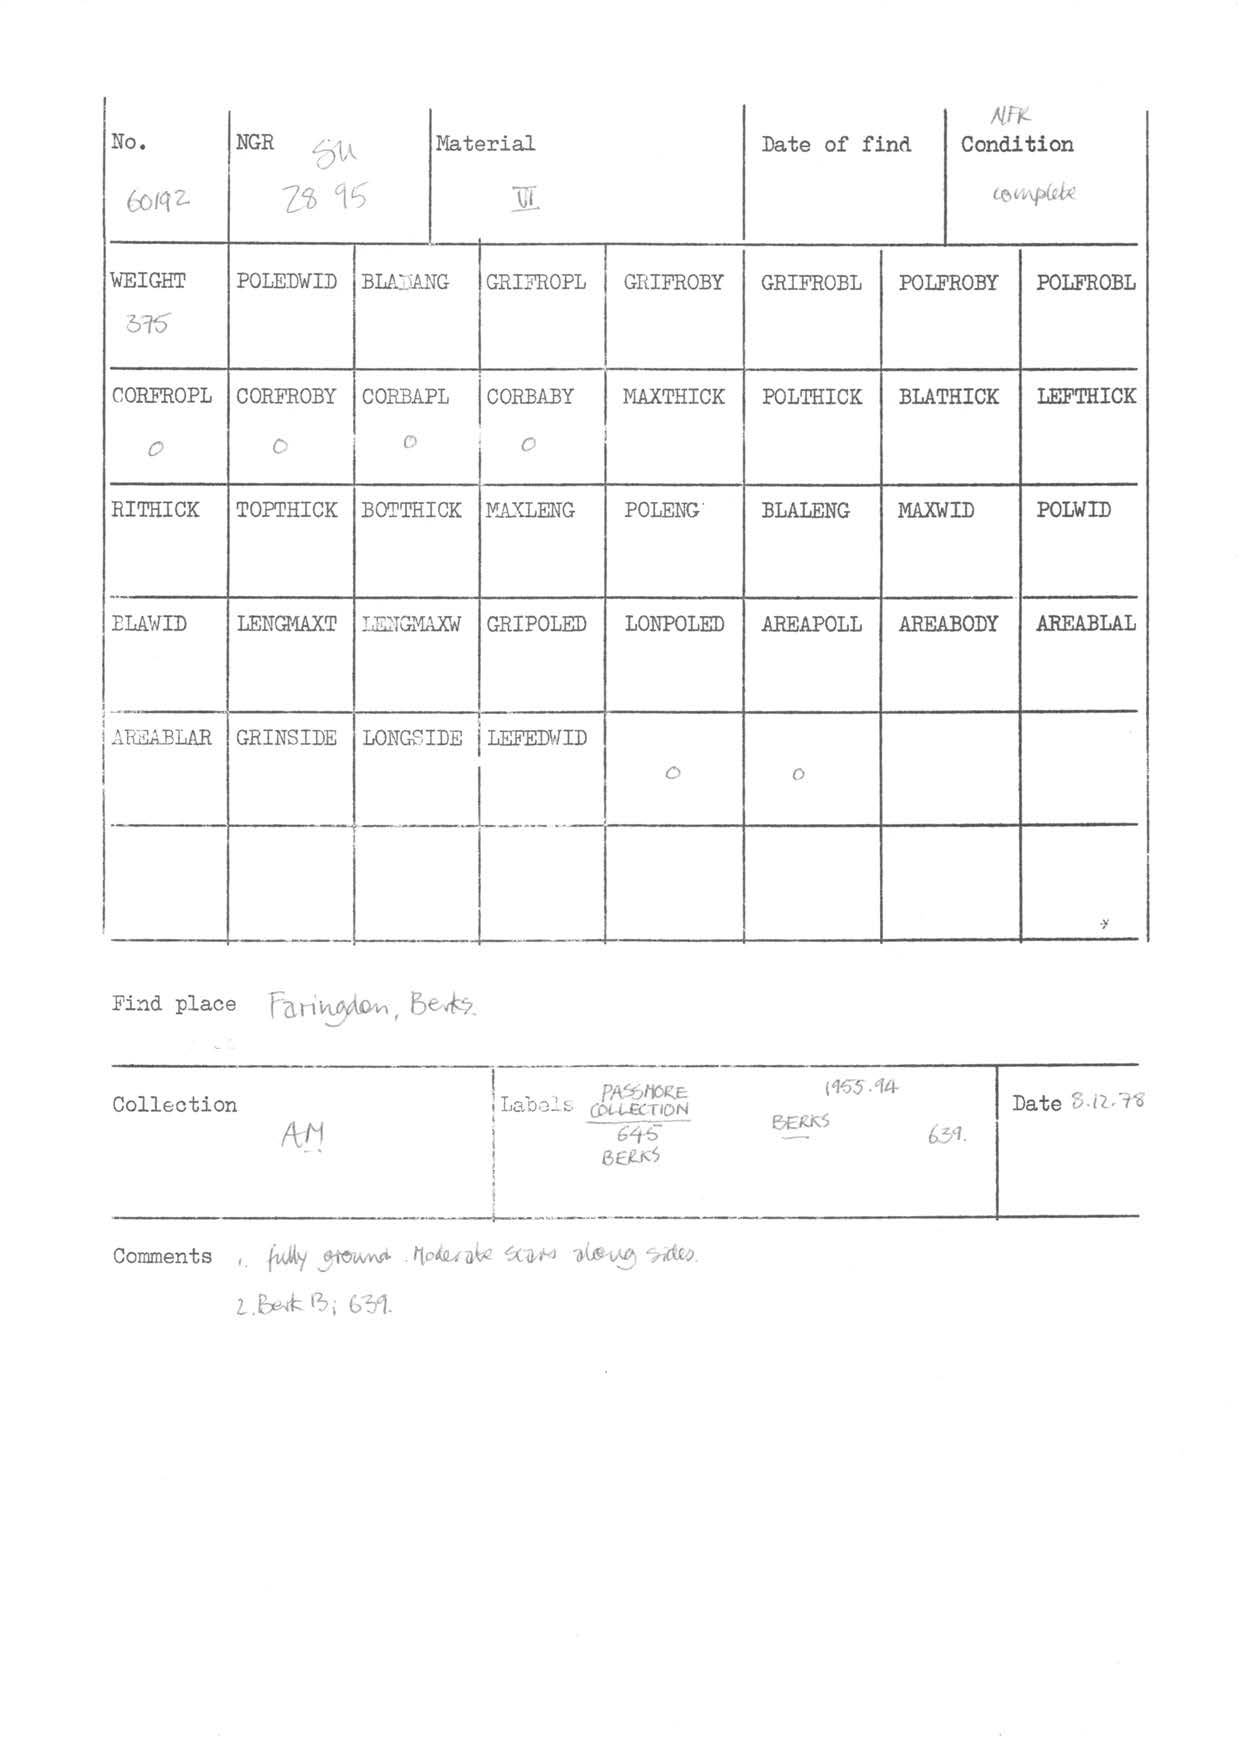 NFR
No. NGR SU Material Date of find Condition
60192 28 95 VI complete
WEIGHT POLEDWID BLADANG GRIFROPL GRIFROBY GRIFROBL POLFROBY POLFROBL
375
CORFROPL CORFROBY CORBAPL CORBABY MAXTHICK POLTHICK BLATHICK LEFTHICK
0 0 0 0
RITHICK TOPTHICK BOTTHICK MAXLENG POLENG BLALENG MAXWID POLWID
BLAWID LENGMAXT LENGMAXW GRIPOLED LONPOLED AREAPOLL AREABODY AREABLAL
AREABLAR GRINSIDE LONGSIDE LEFEDWID
0 0
Find place Faringdon, Berks.
Collection AM
Labels PASSMORE COLLECTION
645
BERKS
1955.94
BERKS
639.
Date 8.12.78
Comments 1. fully ground. Moderate scars along sides.
2. Berk B; 639.